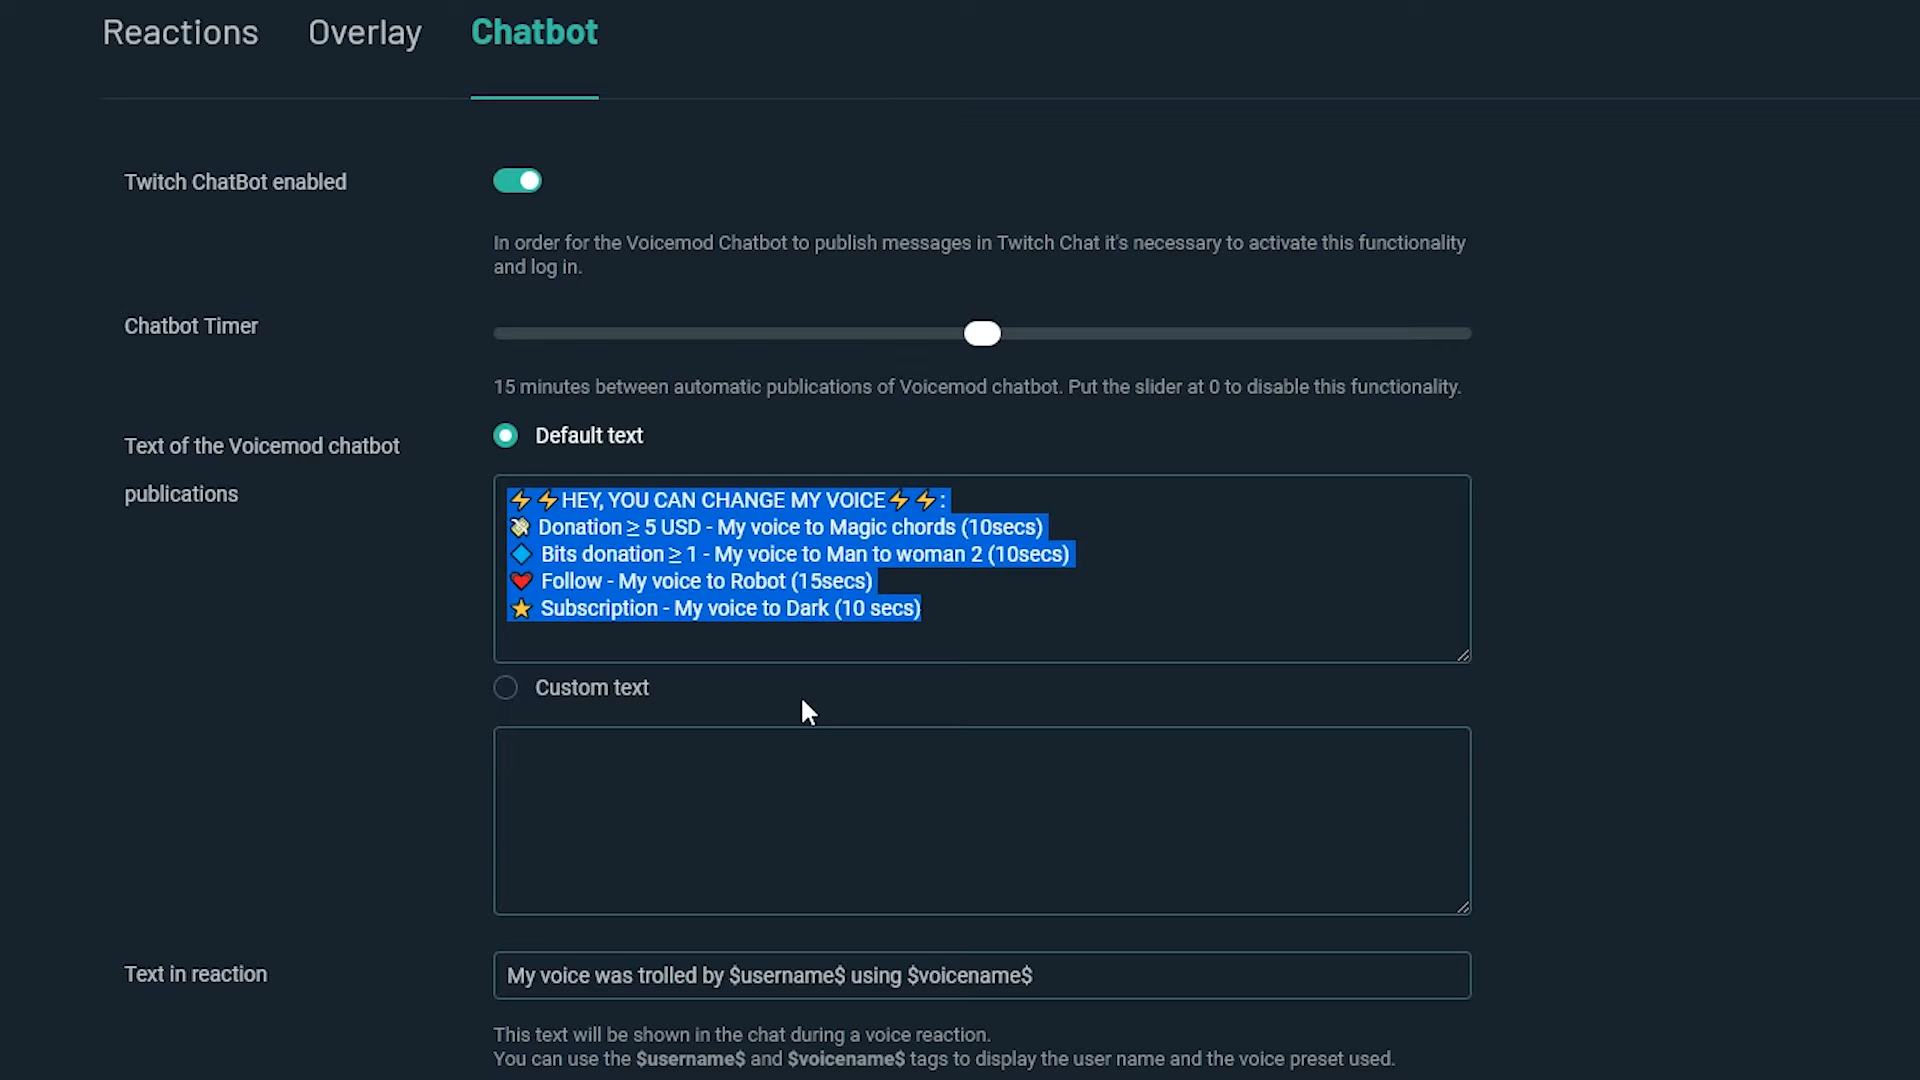 Reactions Overlay Chatbot
Twitch ChatBot enabled
In order for the Voicemod Chatbot to publish messages in Twitch Chat it's necessary to activate this functionality
and log in.
Chatbot Timer
15 minutes between automatic publications of Voicemod chatbot. Put the slider at 0 to disable this functionality.
Text of the Voicemod chatbot
publications
Default text
⚡⚡HEY, YOU CAN CHANGE MY VOICE⚡⚡:
💸 Donation ≥ 5 USD - My voice to Magic chords (10secs)
🔷 Bits donation ≥ 1 - My voice to Man to woman 2 (10secs)
❤️ Follow - My voice to Robot (15secs)
⭐ Subscription - My voice to Dark (10 secs)
Custom text
Text in reaction
My voice was trolled by $username$ using $voicename$
This text will be shown in the chat during a voice reaction.
You can use the $username$ and $voicename$ tags to display the user name and the voice preset used.